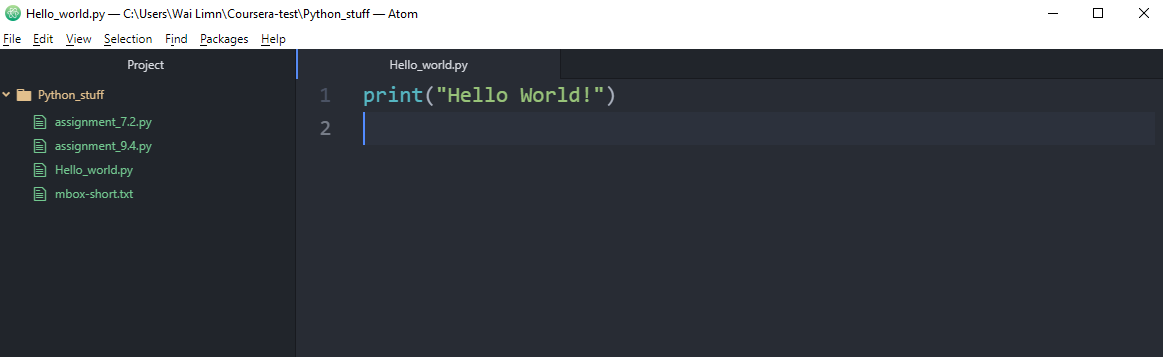 Hello_world.py — C:\Users\Wai Limn\Coursera-test\Python_stuff — Atom
File Edit View Selection Find Packages Help
Project
Python_stuff
assignment_7.2.py
assignment_9.4.py
Hello_world.py
mbox-short.txt
Hello_world.py
1 print("Hello World!")
2